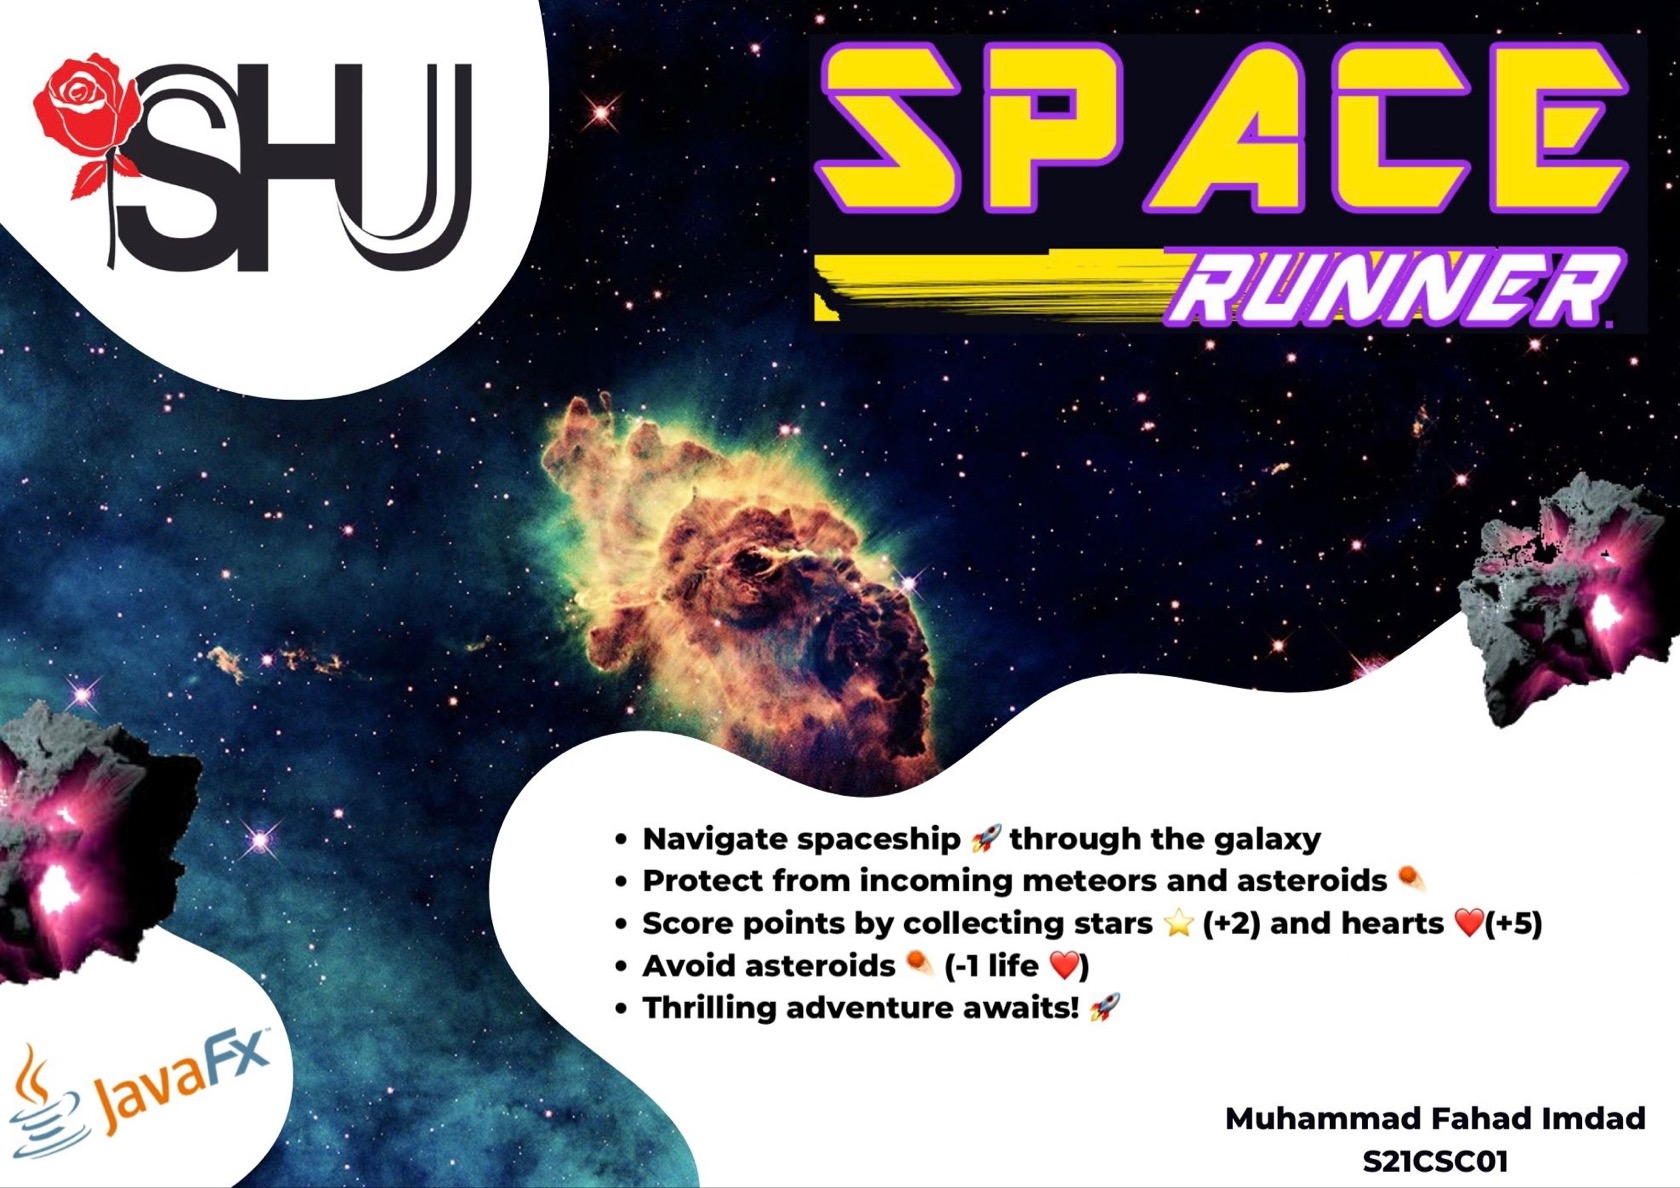 SHU
SPACE
RUNNER.
• Navigate spaceship 🚀 through the galaxy
• Protect from incoming meteors and asteroids ☄️
• Score points by collecting stars ⭐ (+2) and hearts ❤️(+5)
• Avoid asteroids ☄️ (-1 life ❤️)
• Thrilling adventure awaits! 🚀
JavaFX™
Muhammad Fahad Imdad
S21CSC01